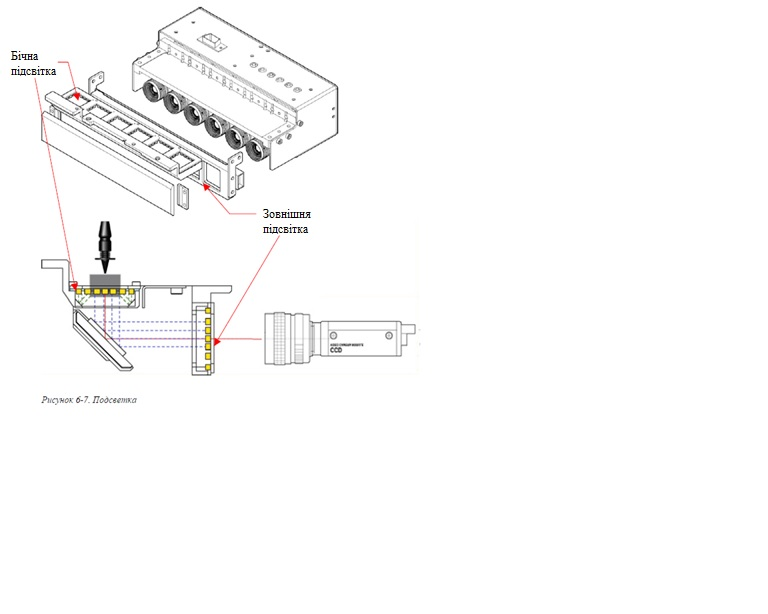 Бічна
підсвітка
Зовнішня
підсвітка
CCD
Рисунок 6-7. Подсветка